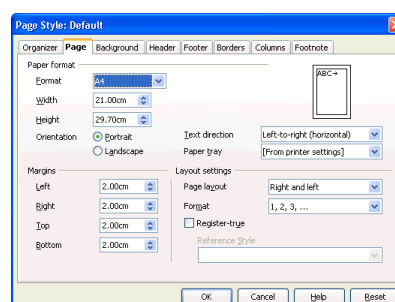 Page Style: Default
Organizer Page Background Header Footer Borders Columns Footnote
Paper format
Format A4
Width 21.00cm
Height 29.70cm
Orientation Portrait
Landscape
ABC
Text direction Left-to-right (horizontal)
Paper tray [From printer settings]
Margins
Left 2.00cm
Right 2.00cm
Top 2.00cm
Bottom 2.00cm
Layout settings
Page layout Right and left
Format 1, 2, 3, ...
Register-true
Reference Style
OK Cancel Help Reset